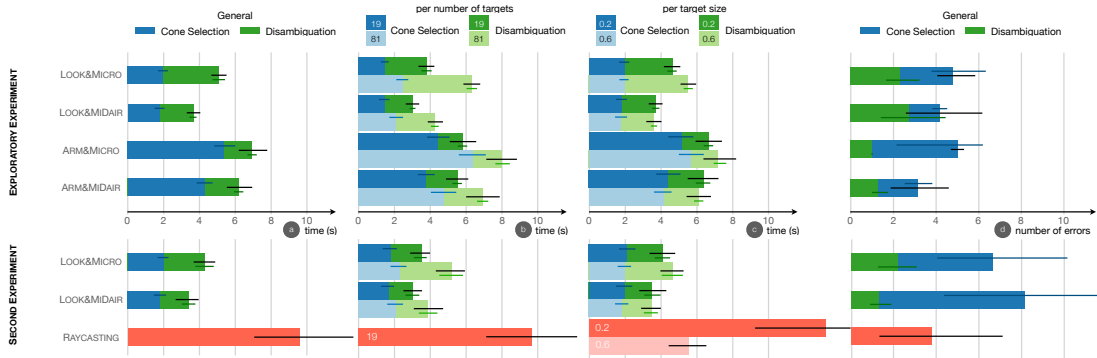 General
Cone Selection Disambiguation
per number of targets
19 Cone Selection 19 Disambiguation
81 81
per target size
0.2 Cone Selection 0.2 Disambiguation
0.6 0.6
General
Cone Selection Disambiguation
EXPLORATORY EXPERIMENT
LOOK&MICRO
LOOK&MIDAIR
ARM&MICRO
ARM&MIDAIR
0 2 4 6 8 10
a time (s)
0 2 4 6 8 10
b time (s)
0 2 4 6 8 10
c time (s)
0 2 4 6 8 10
d number of errors
SECOND EXPERIMENT
LOOK&MICRO
LOOK&MIDAIR
RAYCASTING
19
0.2
0.6